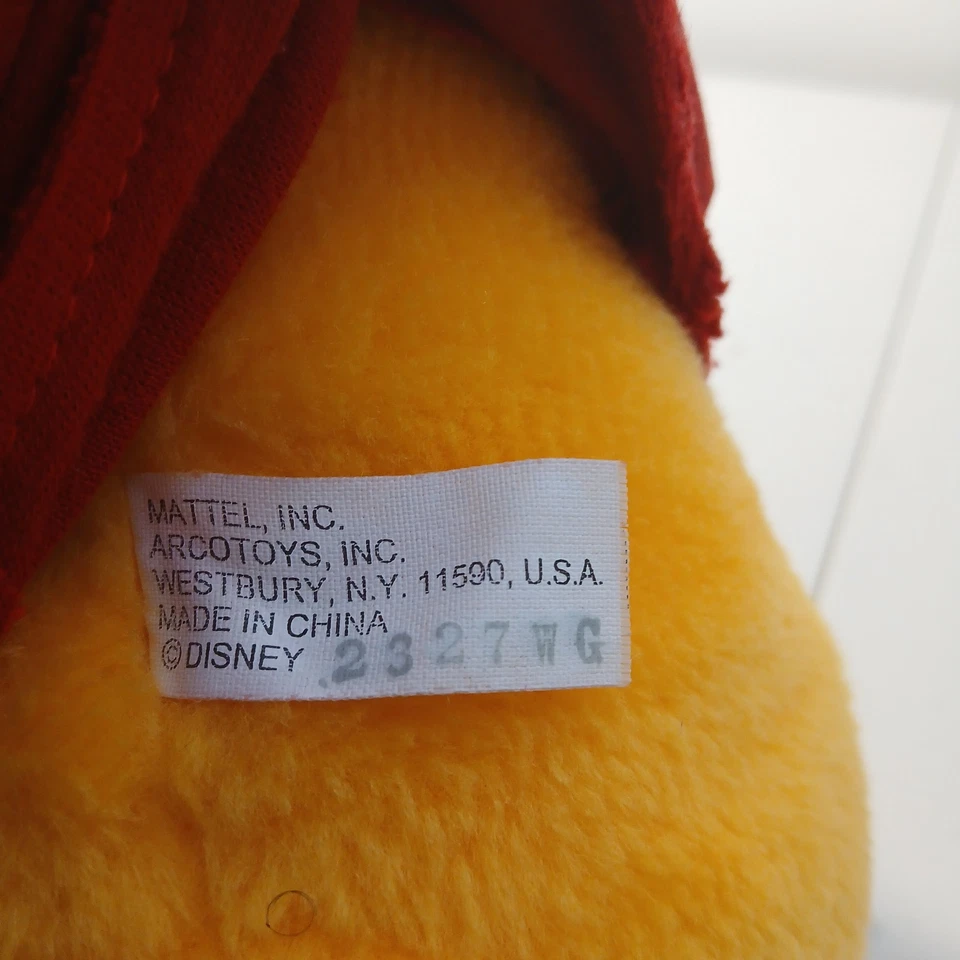 MATTEL, INC.
ARCOTOYS, INC.
WESTBURY, N.Y. 11590, U.S.A.
MADE IN CHINA
©DISNEY 2327WG